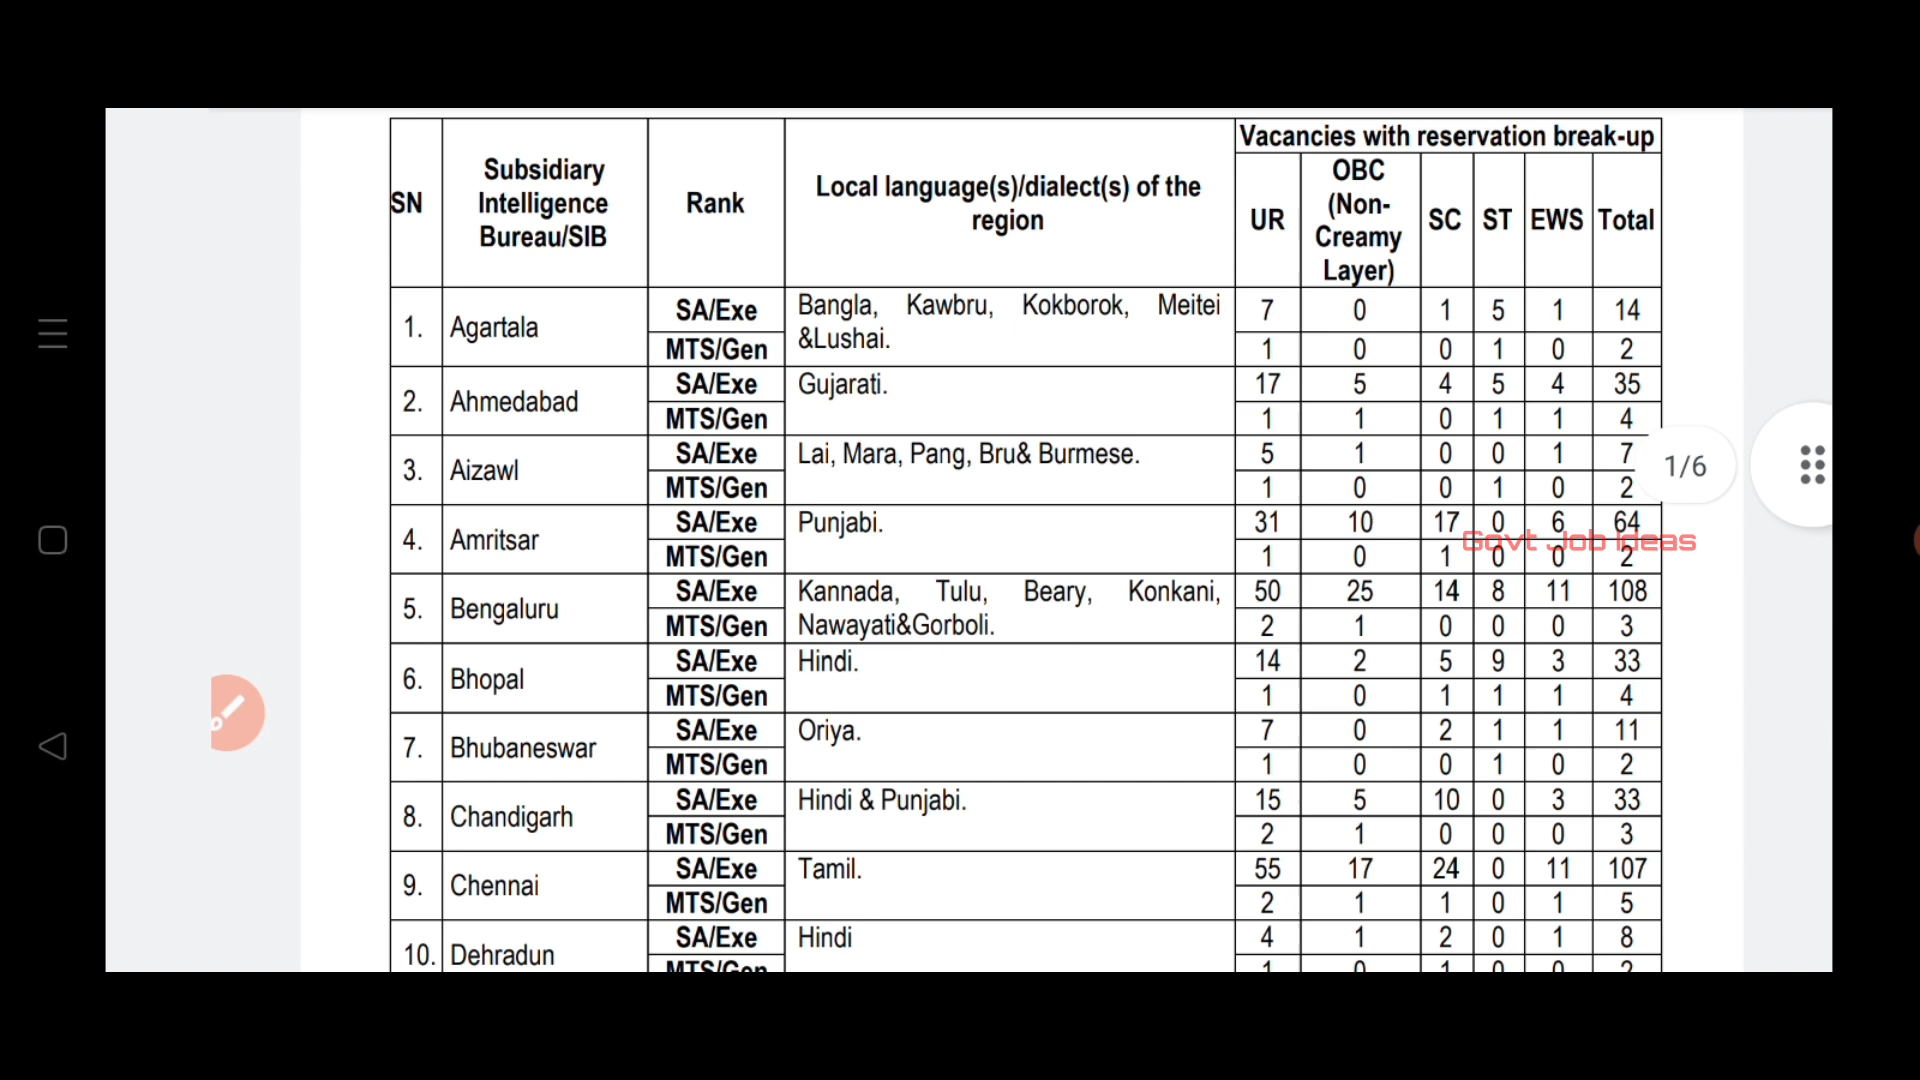 Vacancies with reservation break-up
SN Subsidiary Intelligence Bureau/SIB Rank Local language(s)/dialect(s) of the region UR OBC (Non-Creamy Layer) SC ST EWS Total
1. Agartala SA/Exe Bangla, Kawbru, Kokborok, Meitei &Lushai. 7 0 1 5 1 14
MTS/Gen 1 0 0 1 0 2
2. Ahmedabad SA/Exe Gujarati. 17 5 4 5 4 35
MTS/Gen 1 1 0 1 1 4
3. Aizawl SA/Exe Lai, Mara, Pang, Bru& Burmese. 5 1 0 0 1 7
MTS/Gen 1 0 0 1 0 2
1/6
4. Amritsar SA/Exe Punjabi. 31 10 17 0 6 64
Govt Job ideas
MTS/Gen 1 0 1 0 0 2
5. Bengaluru SA/Exe Kannada, Tulu, Beary, Konkani, Nawayati&Gorboli. 50 25 14 8 11 108
MTS/Gen 2 1 0 0 0 3
6. Bhopal SA/Exe Hindi. 14 2 5 9 3 33
MTS/Gen 1 0 1 1 1 4
7. Bhubaneswar SA/Exe Oriya. 7 0 2 1 1 11
MTS/Gen 1 0 0 1 0 2
8. Chandigarh SA/Exe Hindi & Punjabi. 15 5 10 0 3 33
MTS/Gen 2 1 0 0 0 3
9. Chennai SA/Exe Tamil. 55 17 24 0 11 107
MTS/Gen 2 1 1 0 1 5
10. Dehradun SA/Exe Hindi 4 1 2 0 1 8
MTS/Gen 1 0 1 0 0 2